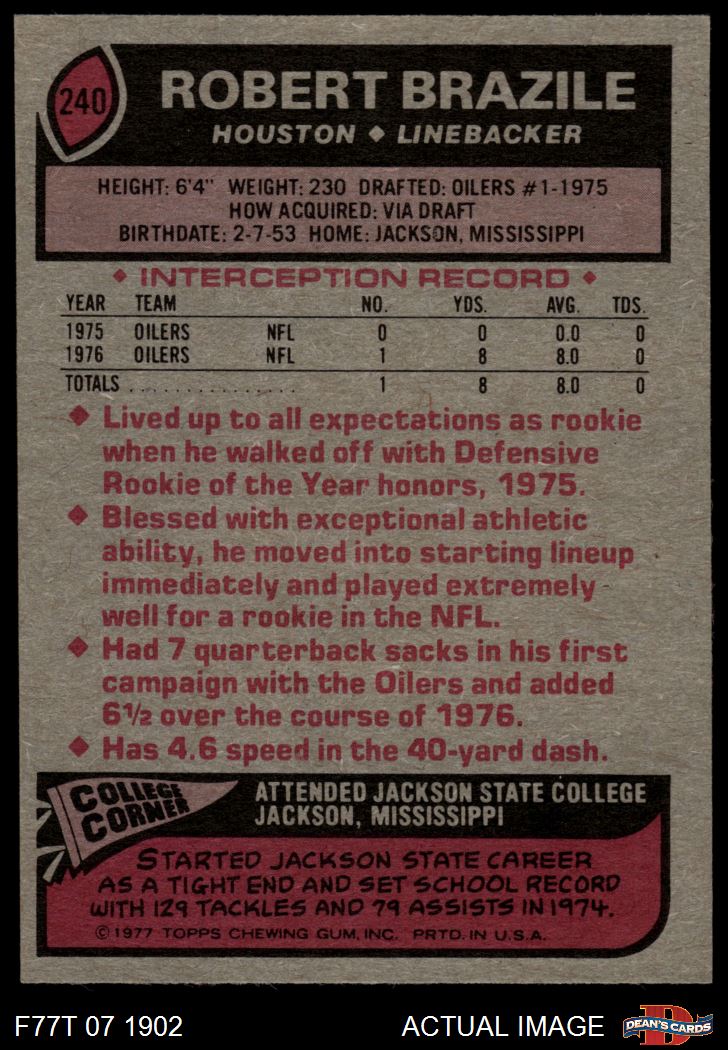 240
ROBERT BRAZILE
HOUSTON ◆ LINEBACKER
HEIGHT: 6'4" WEIGHT: 230 DRAFTED: OILERS #1-1975
HOW ACQUIRED: VIA DRAFT
BIRTHDATE: 2-7-53 HOME: JACKSON, MISSISSIPPI
◆ INTERCEPTION RECORD ◆
YEAR TEAM NO. YDS. AVG. TDS.
1975 OILERS NFL 0 0 0.0 0
1976 OILERS NFL 1 8 8.0 0
TOTALS . . . . . . . . . . . . . . . 1 8 8.0 0
◆ Lived up to all expectations as rookie
when he walked off with Defensive
Rookie of the Year honors, 1975.
◆ Blessed with exceptional athletic
ability, he moved into starting lineup
immediately and played extremely
well for a rookie in the NFL.
◆ Had 7 quarterback sacks in his first
campaign with the Oilers and added
6½ over the course of 1976.
◆ Has 4.6 speed in the 40-yard dash.
COLLEGE
CORNER
ATTENDED JACKSON STATE COLLEGE
JACKSON, MISSISSIPPI
STARTED JACKSON STATE CAREER
AS A TIGHT END AND SET SCHOOL RECORD
WITH 129 TACKLES AND 79 ASSISTS IN 1974.
© 1977 TOPPS CHEWING GUM, INC. PRTD. IN U.S.A.
F77T 07 1902
ACTUAL IMAGE
D
DEAN'S CARDS